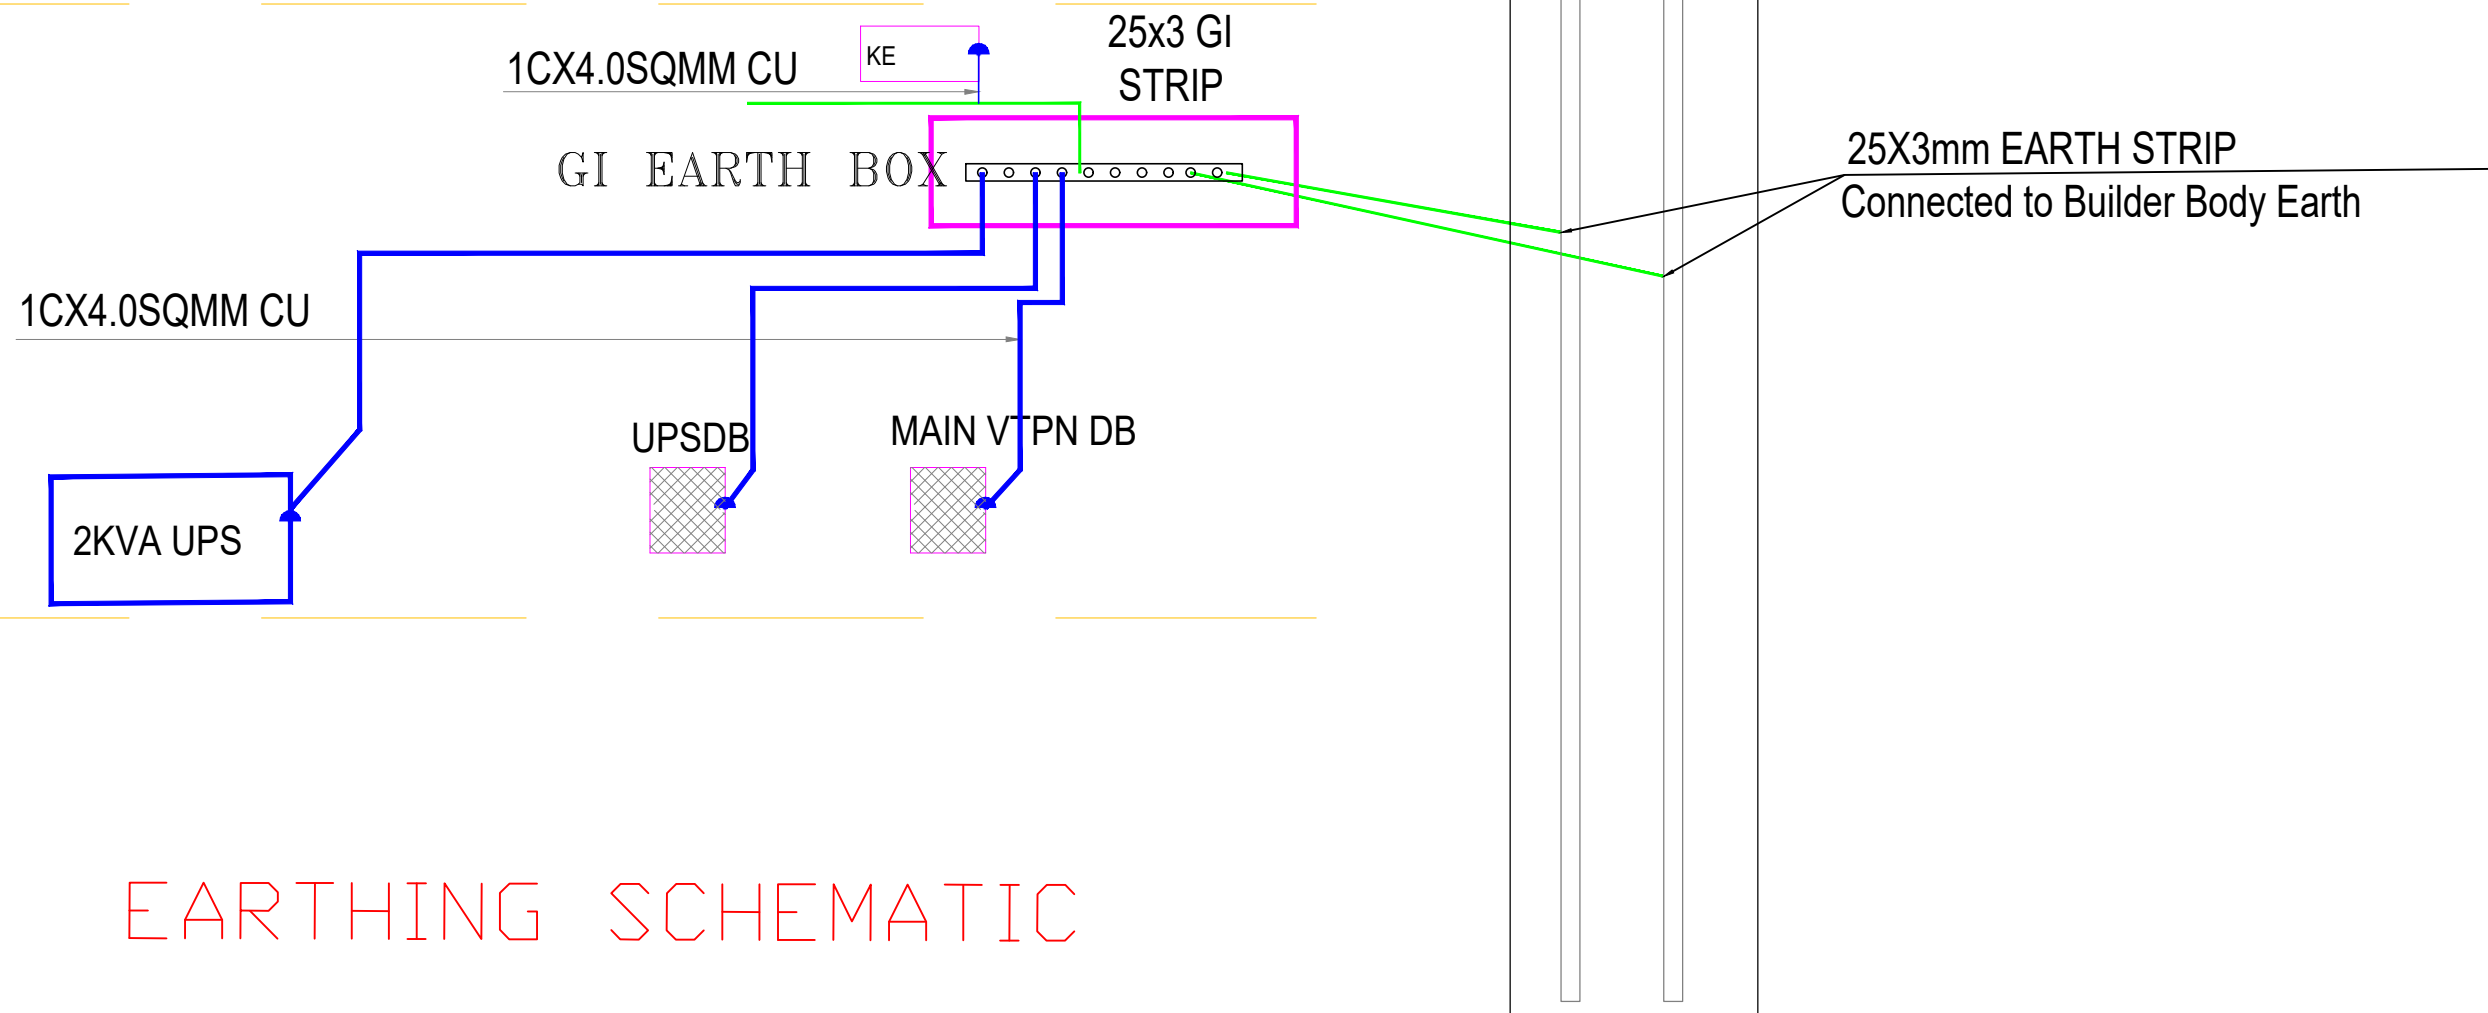 25x3 GI
STRIP
1CX4.0SQMM CU
KE
GI EARTH BOX
25X3mm EARTH STRIP
Connected to Builder Body Earth
1CX4.0SQMM CU
UPSDB
MAIN VTPN DB
2KVA UPS
EARTHING SCHEMATIC